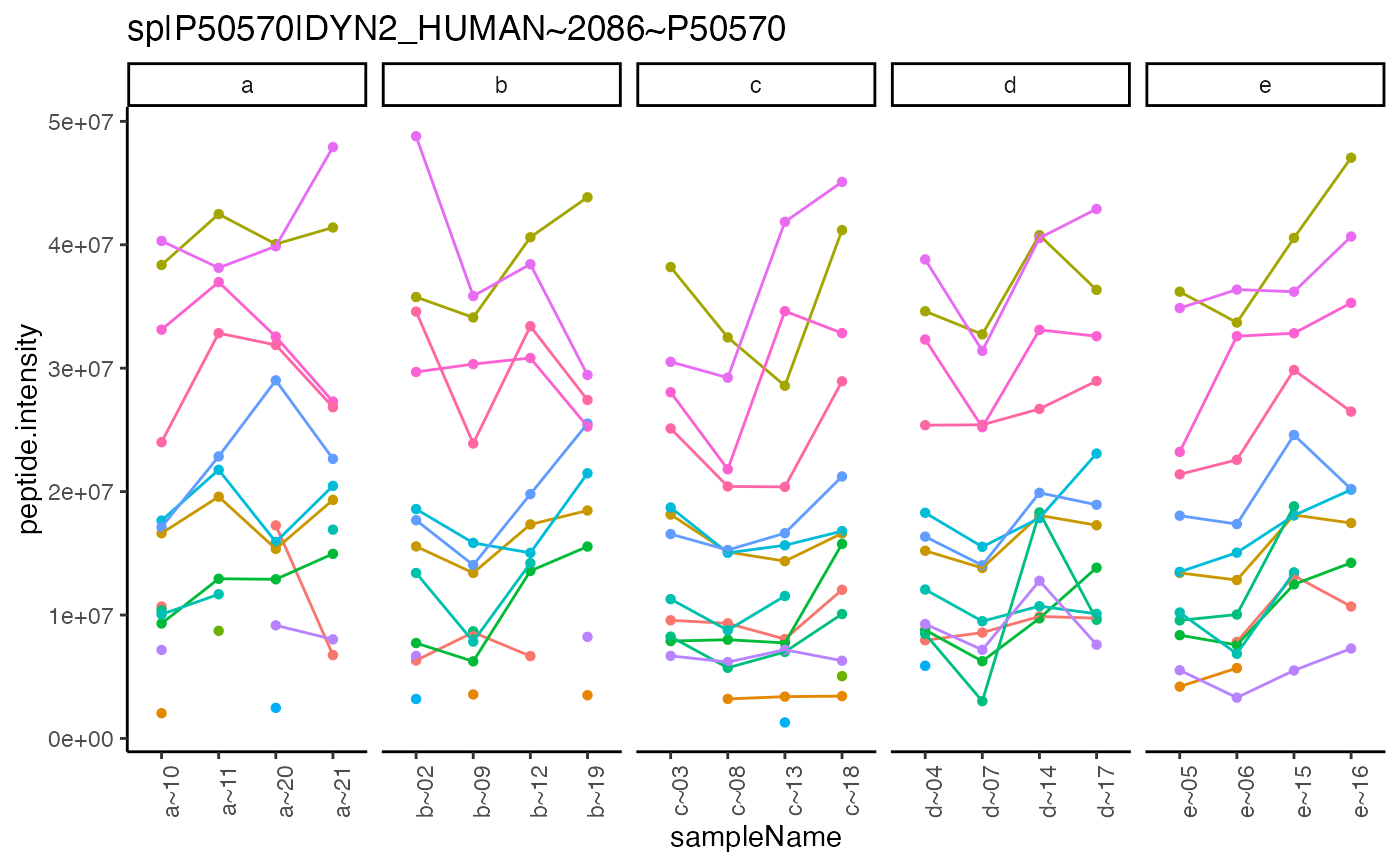 sp|P50570|DYN2_HUMAN~2086~P50570
a b c d e
5e+07
4e+07
3e+07
2e+07
1e+07
0e+00
peptide.intensity
a~10 a~11 a~20 a~21 b~02 b~09 b~12 b~19 c~03 c~08 c~13 c~18 d~04 d~07 d~14 d~17 e~05 e~06 e~15 e~16
sampleName